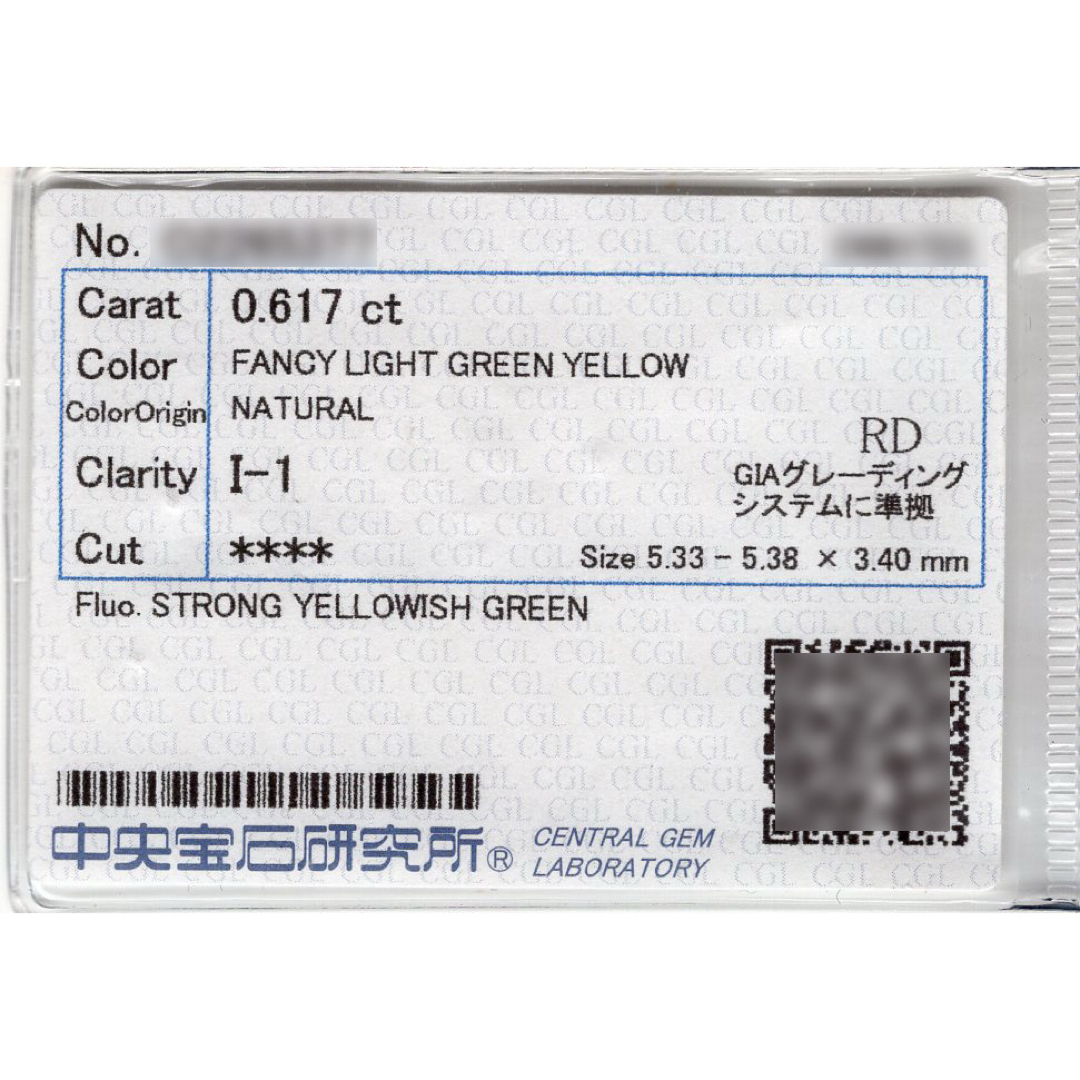 No.
Carat 0.617 ct
Color FANCY LIGHT GREEN YELLOW
ColorOrigin NATURAL
RD
Clarity I-1
GIAグレーディング
システムに準拠
Cut ****
Size 5.33 - 5.38 × 3.40 mm
Fluo. STRONG YELLOWISH GREEN
中央宝石研究所®
CENTRAL GEM
LABORATORY